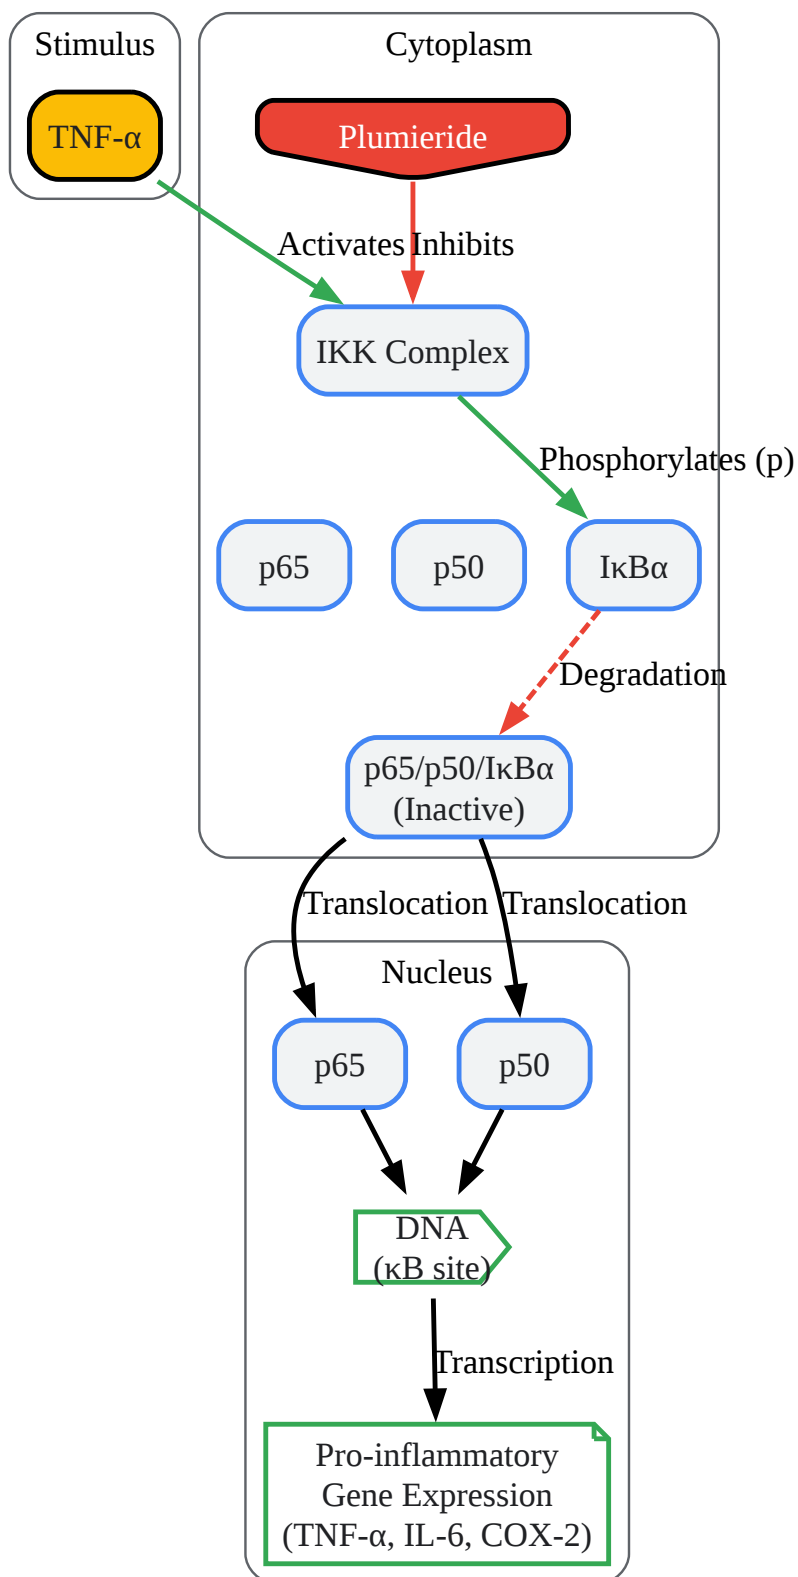 Stimulus
Cytoplasm
TNF-α
Plumieride
Activates
Inhibits
IKK Complex
Phosphorylates (p)
p65
p50
IκBα
Degradation
p65/p50/IκBα
(Inactive)
Translocation
Translocation
Nucleus
p65
p50
DNA
(κB site)
Transcription
Pro-inflammatory
Gene Expression
(TNF-α, IL-6, COX-2)